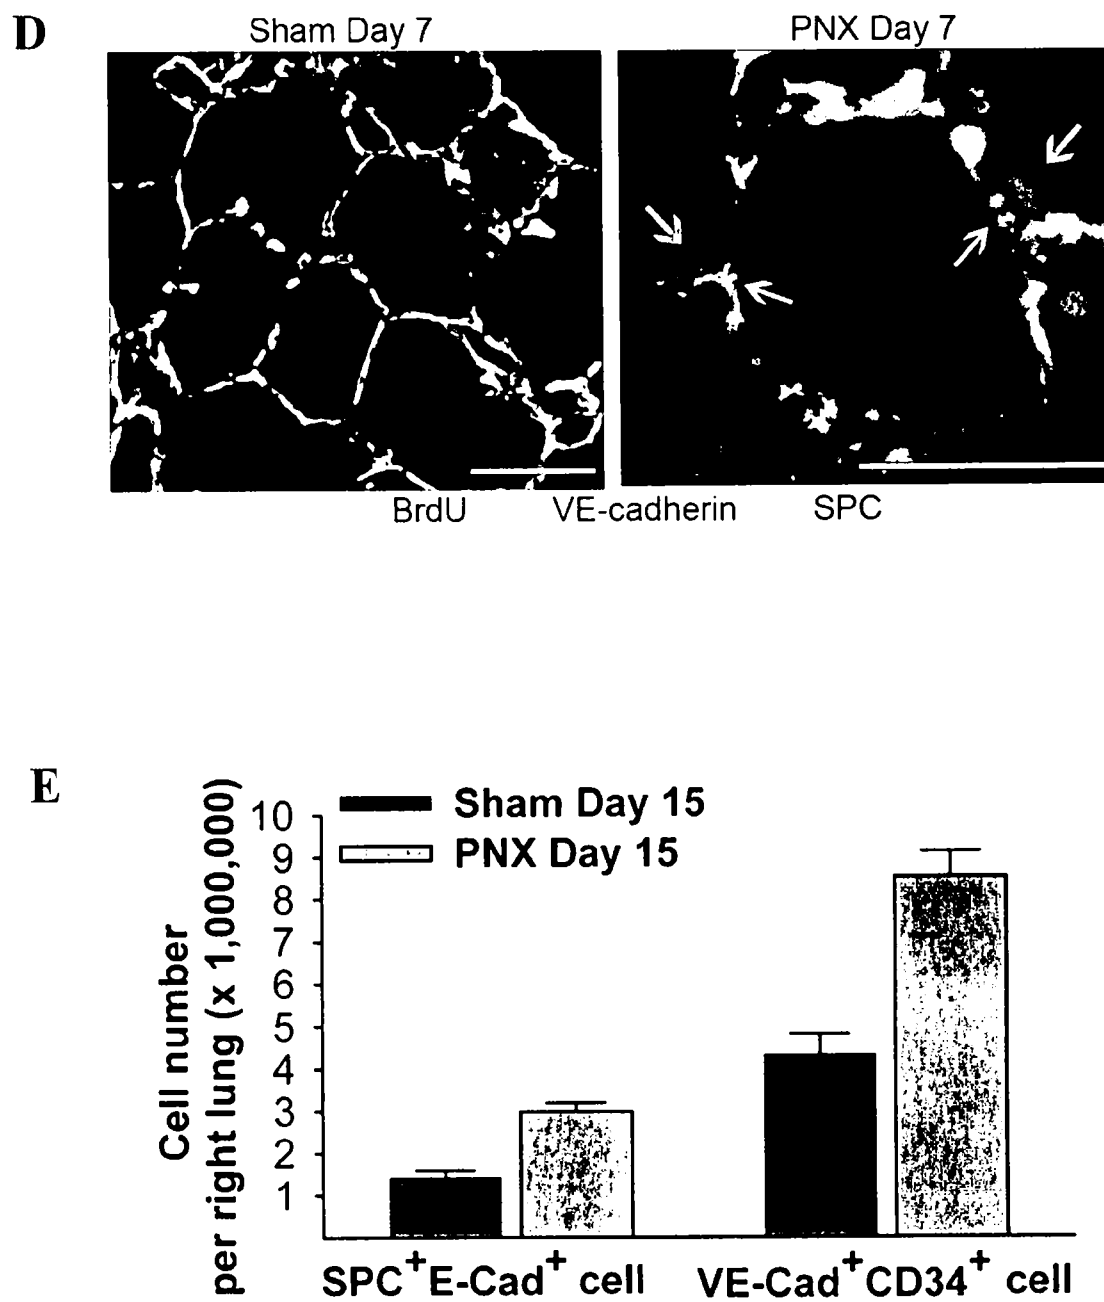 D
Sham Day 7
PNX Day 7
BrdU VE-cadherin SPC
E
Cell number
per right lung (x 1,000,000)
10
9
8
7
6
5
4
3
2
1
Sham Day 15
PNX Day 15
SPC⁺E-Cad⁺ cell
VE-Cad⁺CD34⁺ cell